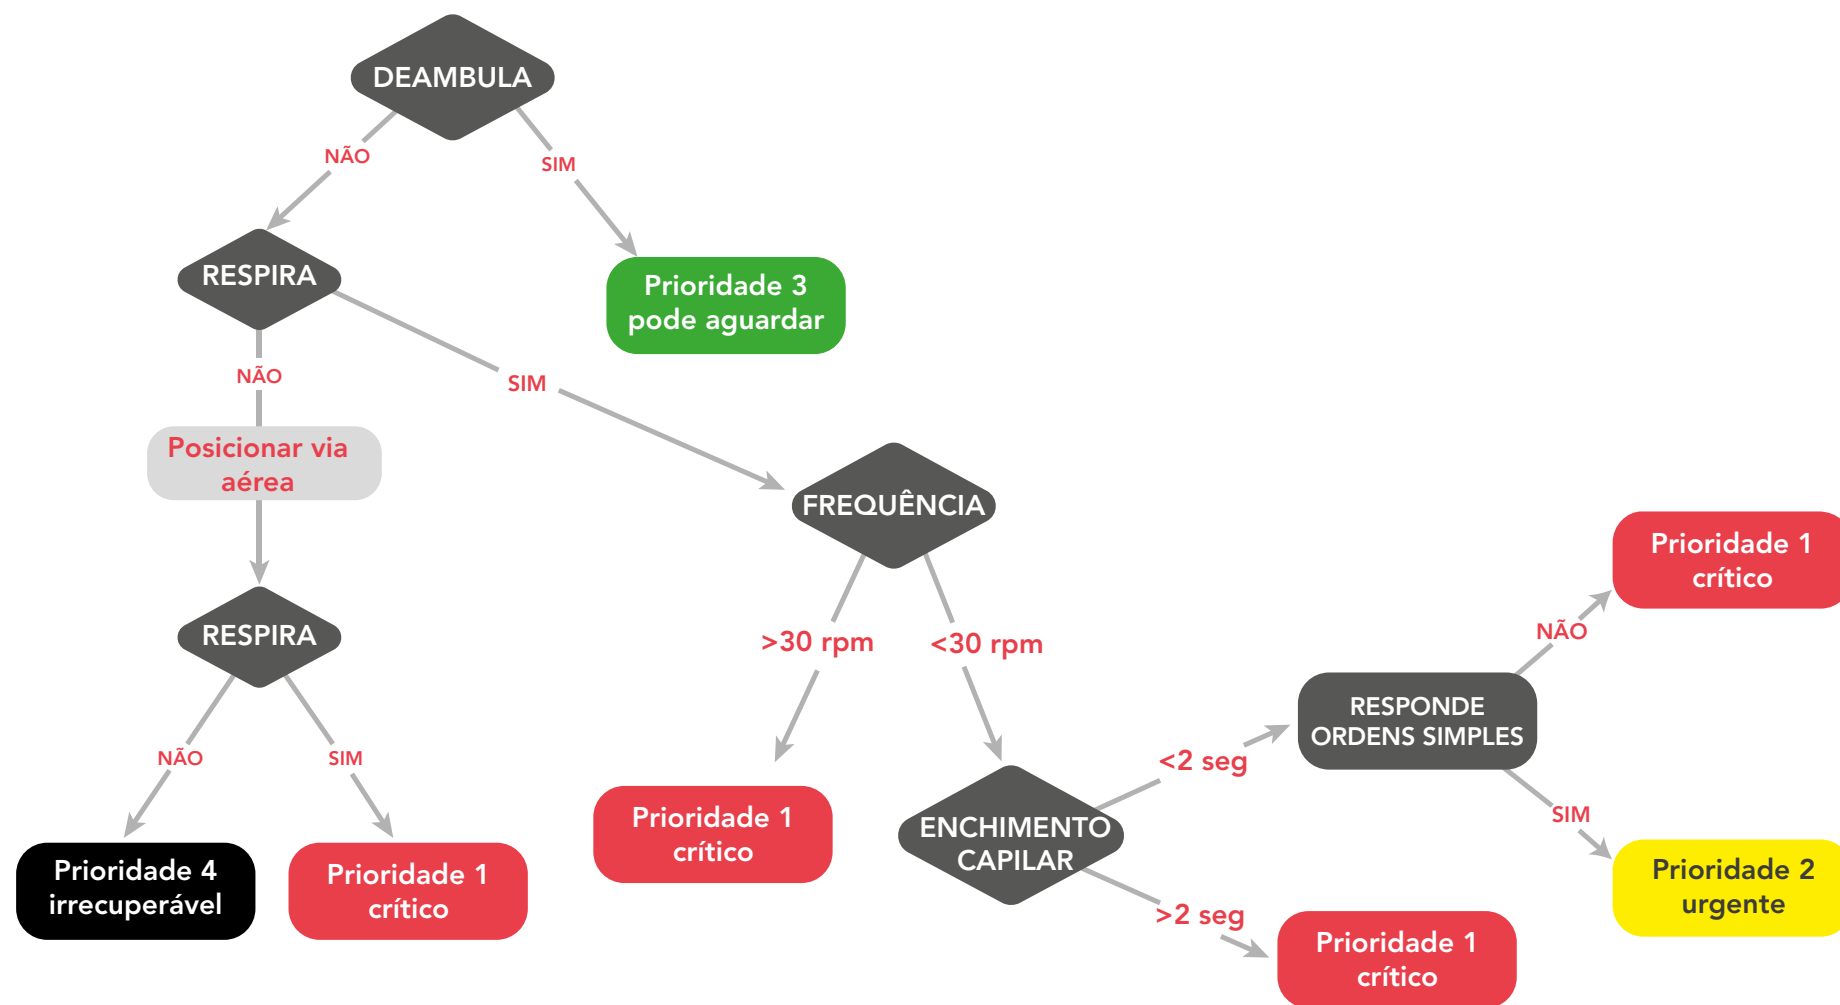 DEAMBULA
NÃO
SIM
RESPIRA
Prioridade 3
pode aguardar
NÃO
SIM
Posicionar via
aérea
FREQUÊNCIA
Prioridade 1
crítico
NÃO
RESPIRA
>30 rpm
<30 rpm
RESPONDE
ORDENS SIMPLES
NÃO
SIM
<2 seg
SIM
Prioridade 1
crítico
ENCHIMENTO
CAPILAR
Prioridade 4
irrecuperável
Prioridade 1
crítico
Prioridade 2
urgente
>2 seg
Prioridade 1
crítico